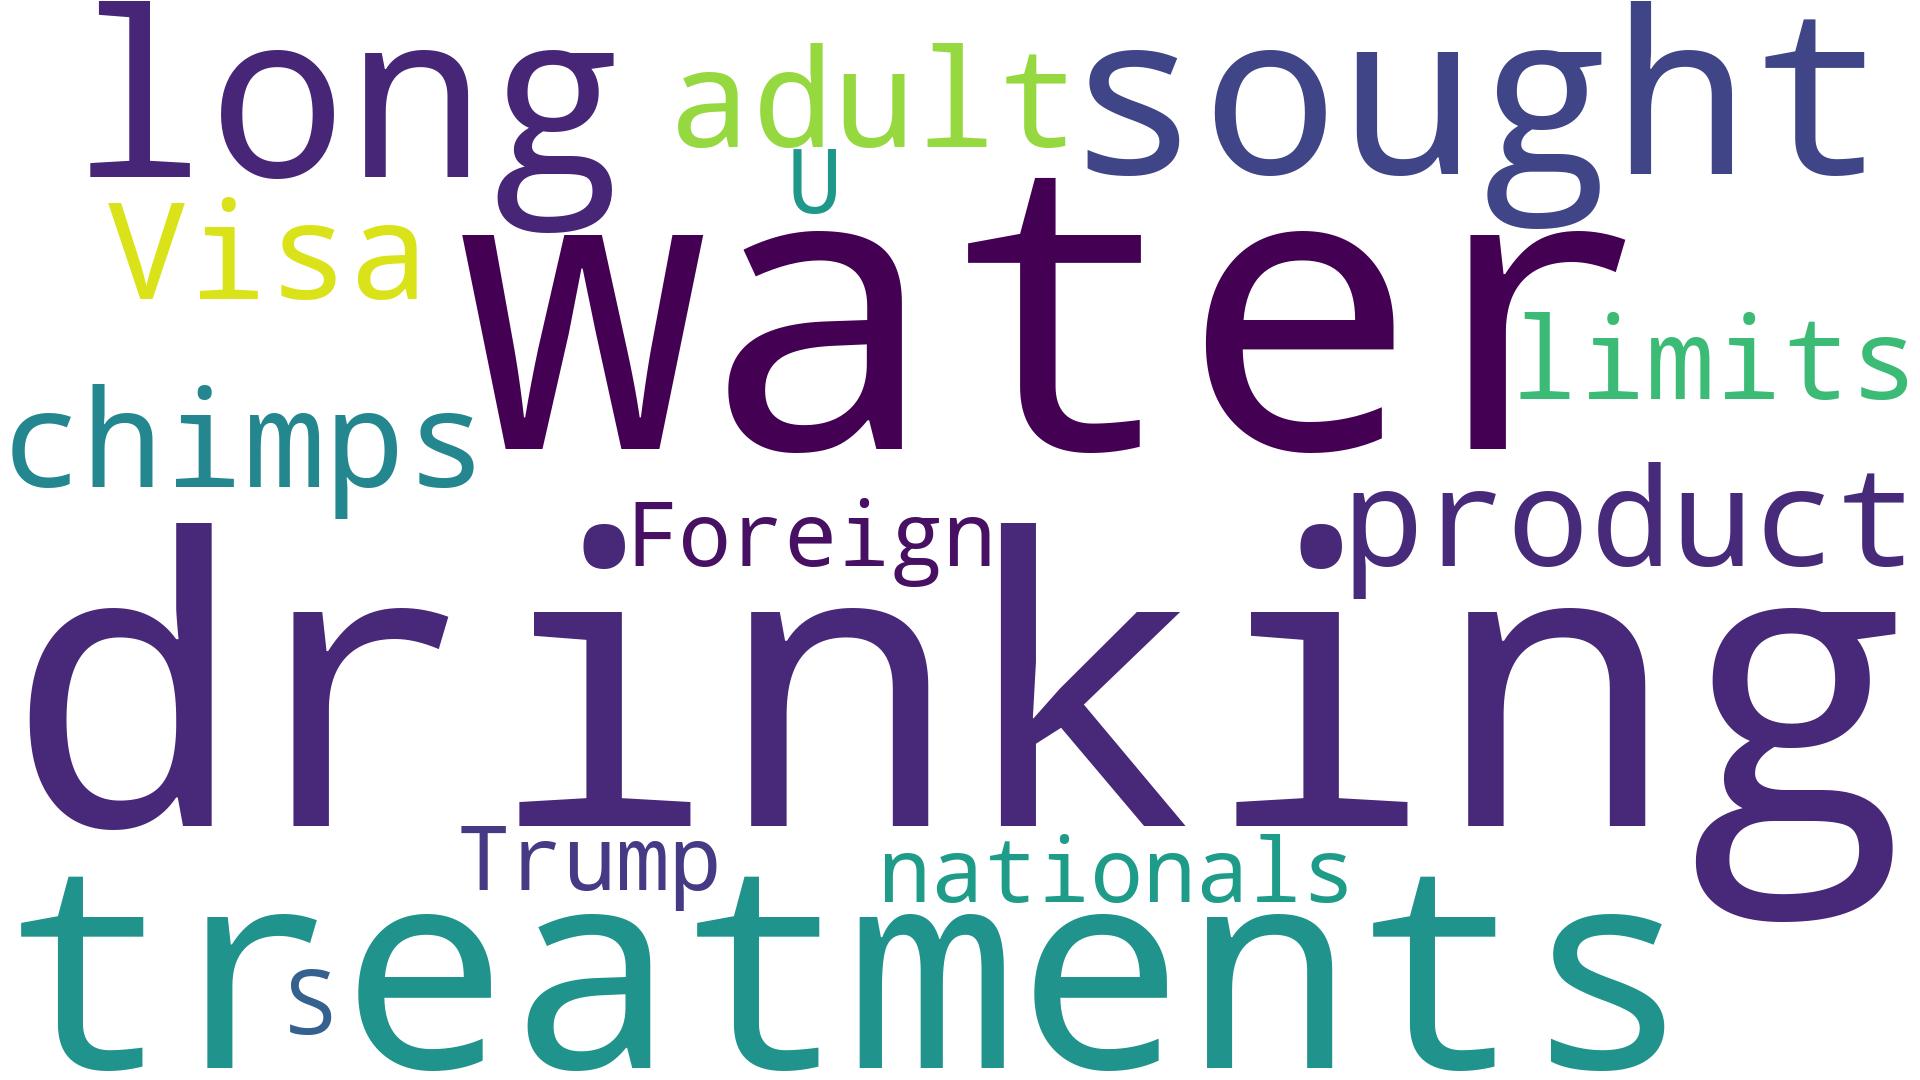 long adult sought
U
Visa water
limits
chimps
Foreign product
drinking
Trump nationals
treatments
S